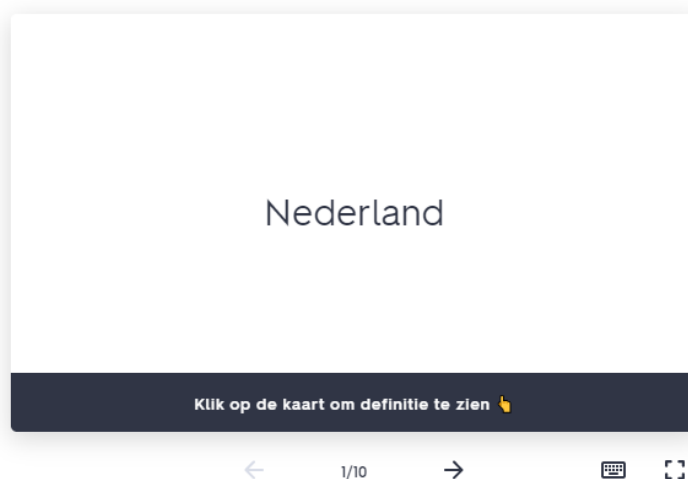 Nederland
Klik op de kaart om definitie te zien 👆
1/10